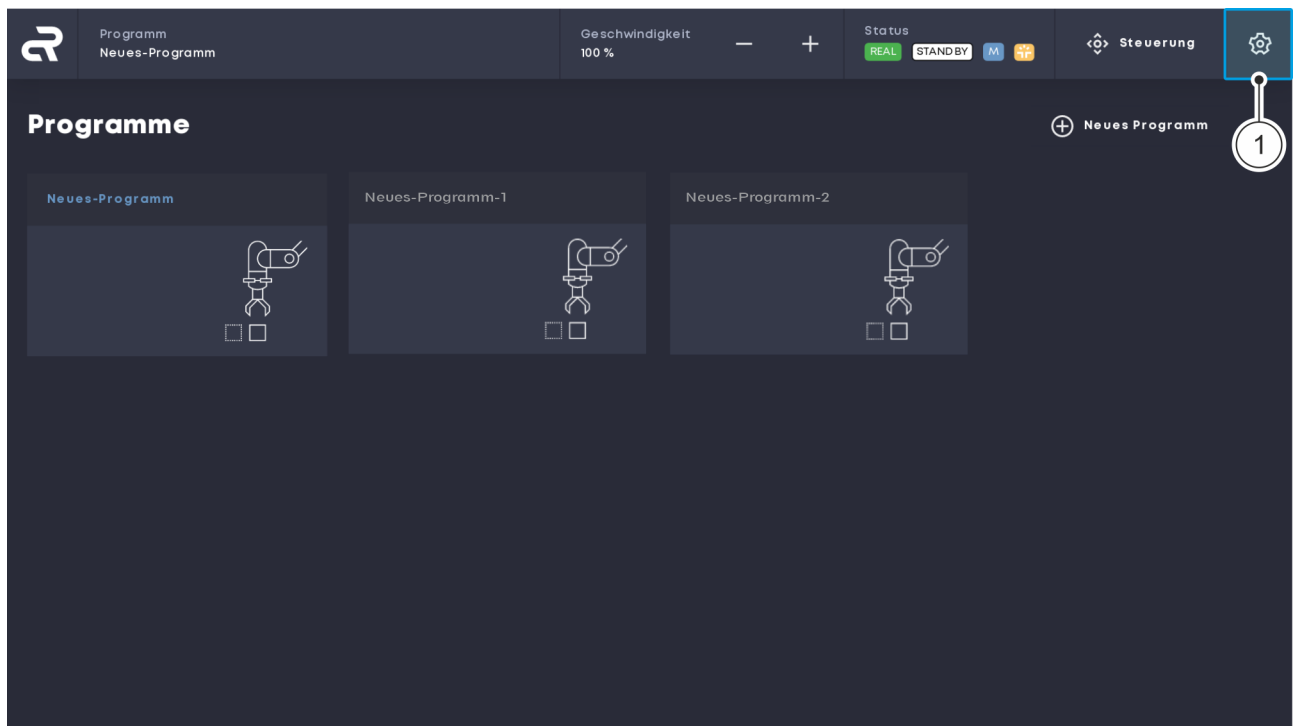 Programm
Neues-Programm
Geschwindigkeit
100 %
Status
REAL STANDBY M
Steuerung
Programme
Neues Programm
1
Neues-Programm
Neues-Programm-1
Neues-Programm-2